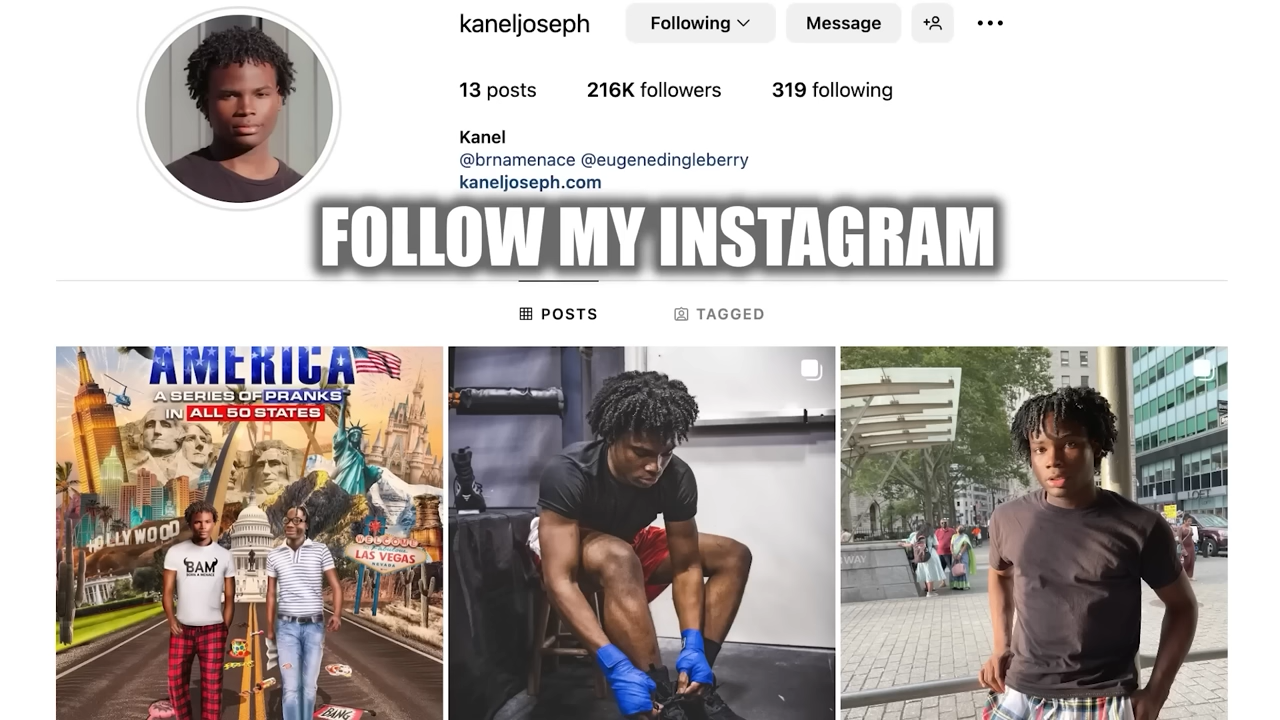 kaneljoseph
Following
Message
13 posts
216K followers
319 following
Kanel
@brnamenace @eugenedingleberry
kaneljoseph.com
FOLLOW MY INSTAGRAM
POSTS
TAGGED
AMERICA
A SERIES OF PRANKS
IN ALL 50 STATES
HOLLYWOOD
BAM
WELCOME
LAS VEGAS
NEVADA
BANG
WAY